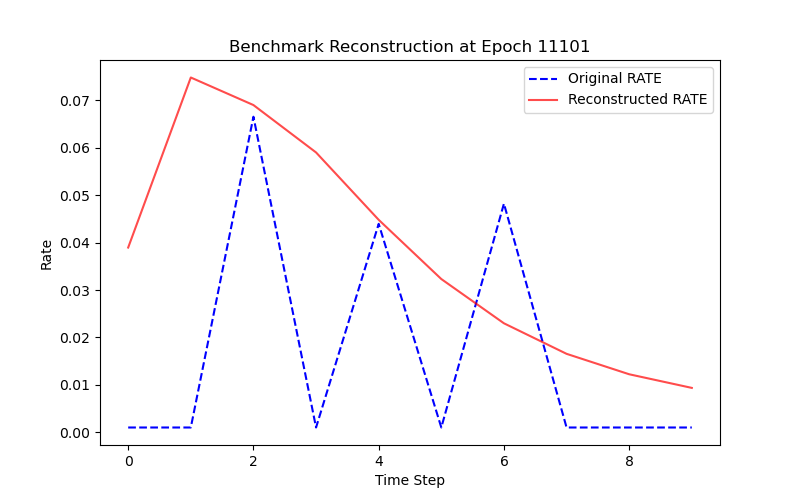 Benchmark Reconstruction at Epoch 11101
Original RATE
Reconstructed RATE
Rate
0.07
0.06
0.05
0.04
0.03
0.02
0.01
0.00
0 2 4 6 8
Time Step